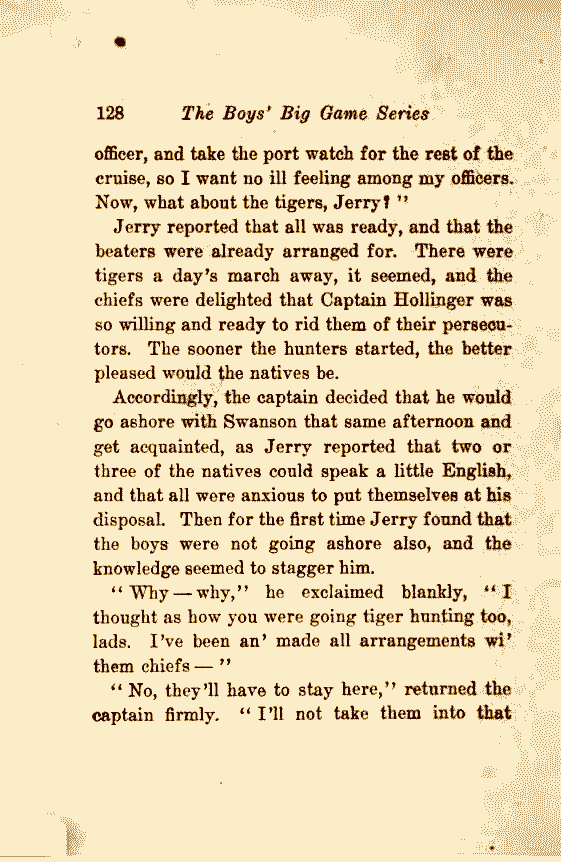 128 The Boys' Big Game Series
officer, and take the port watch for the rest of the
cruise, so I want no ill feeling among my officers.
Now, what about the tigers, Jerry? "
Jerry reported that all was ready, and that the
beaters were already arranged for. There were
tigers a day's march away, it seemed, and the
chiefs were delighted that Captain Hollinger was
so willing and ready to rid them of their persecu-
tors. The sooner the hunters started, the better
pleased would the natives be.
Accordingly, the captain decided that he would
go ashore with Swanson that same afternoon and
get acquainted, as Jerry reported that two or
three of the natives could speak a little English,
and that all were anxious to put themselves at his
disposal. Then for the first time Jerry found that
the boys were not going ashore also, and the
knowledge seemed to stagger him.
" Why — why," he exclaimed blankly, " I
thought as how you were going tiger hunting too,
lads. I've been an' made all arrangements wi'
them chiefs — "
" No, they'll have to stay here," returned the
captain firmly. " I'll not take them into that